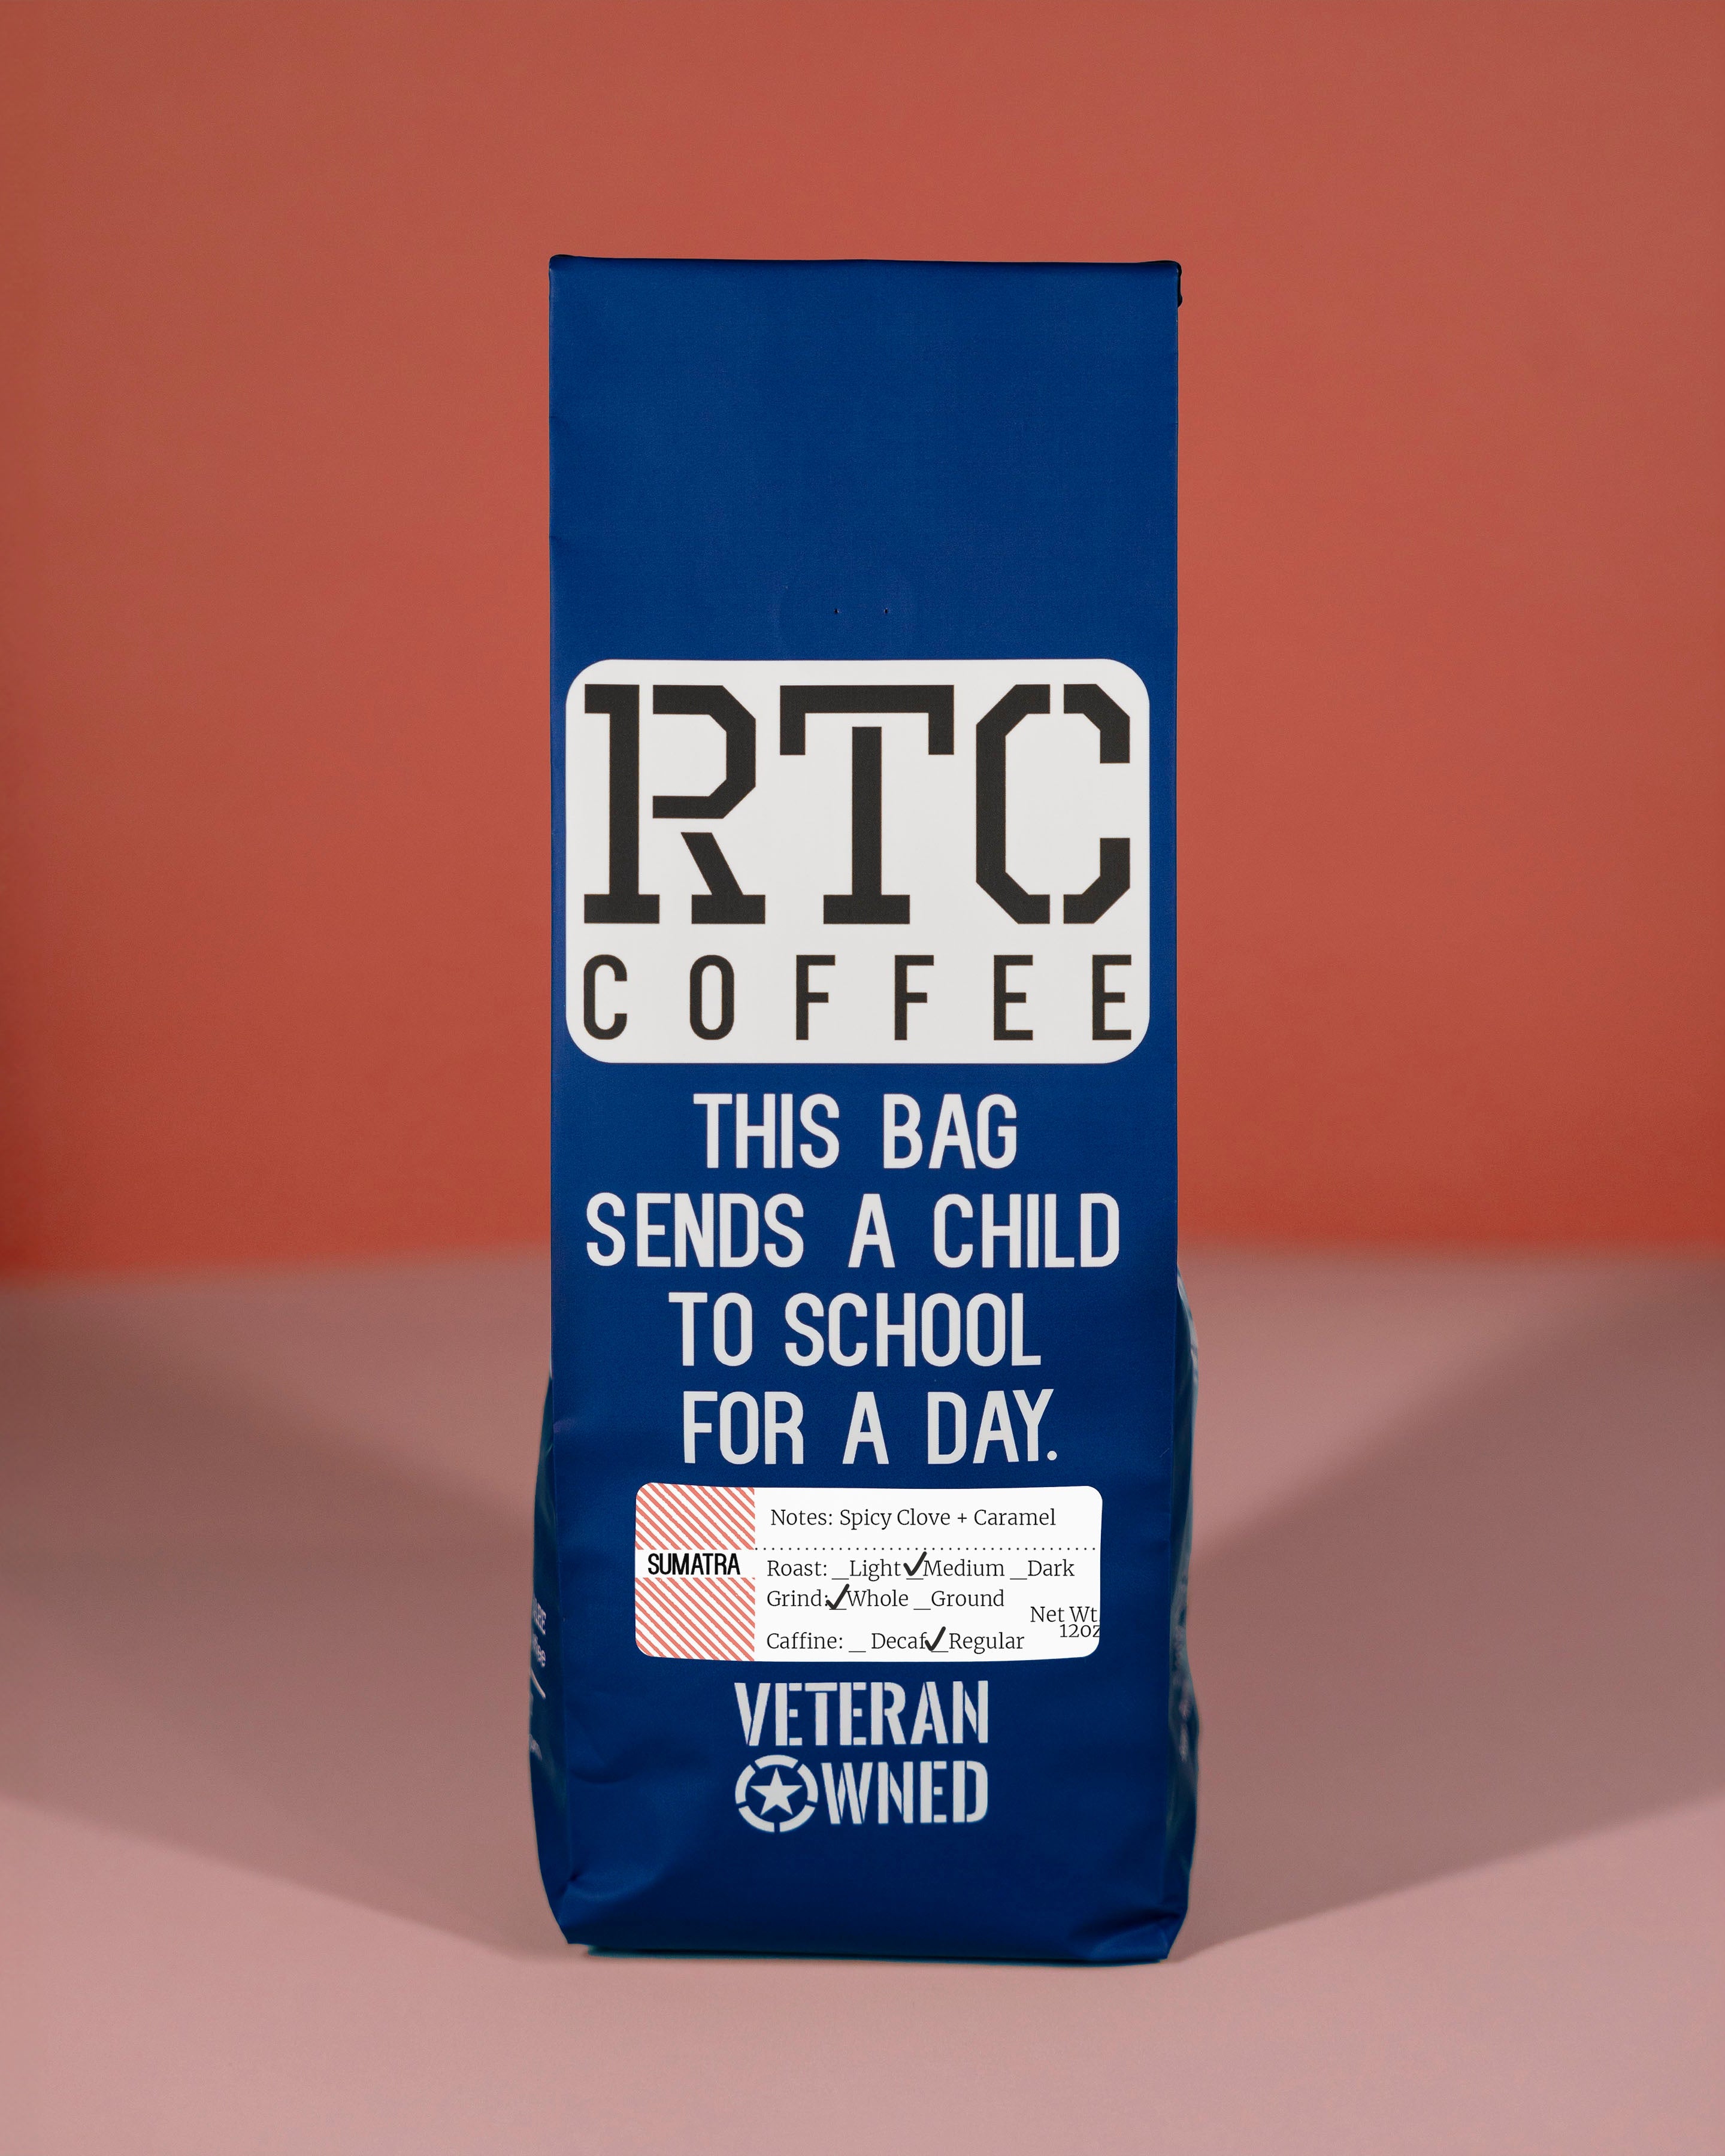 RTC
COFFEE
THIS BAG
SENDS A CHILD
TO SCHOOL
FOR A DAY.
SUMATRA
Notes: Spicy Clove + Caramel
Roast: _Light ✓Medium _Dark
Grind: ✓Whole _Ground
Net Wt.
12oz
Caffine: _ Decaf ✓Regular
VETERAN
OWNED